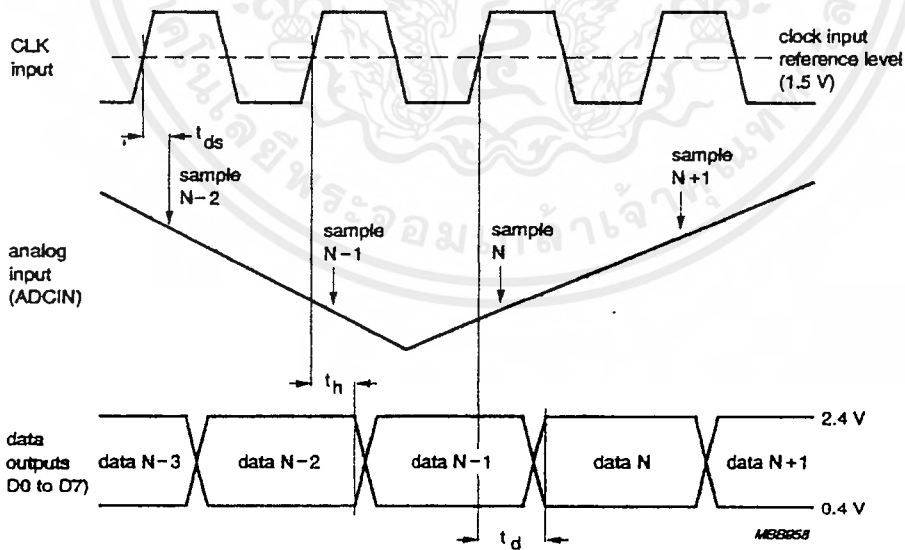 CLK
input
clock input
reference level
(1.5 V)
t_ds
sample
N-2
sample
N-1
sample
N
sample
N+1
analog
input
(ADCIN)
t_h
data
outputs
D0 to D7)
data N-3
data N-2
data N-1
data N
data N+1
2.4 V
0.4 V
t_d
MBB958